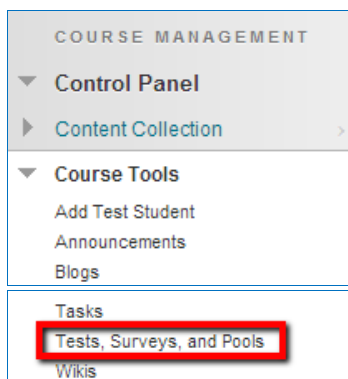 COURSE MANAGEMENT
Control Panel
Content Collection
Course Tools
Add Test Student
Announcements
Blogs
Tasks
Tests, Surveys, and Pools
Wikis